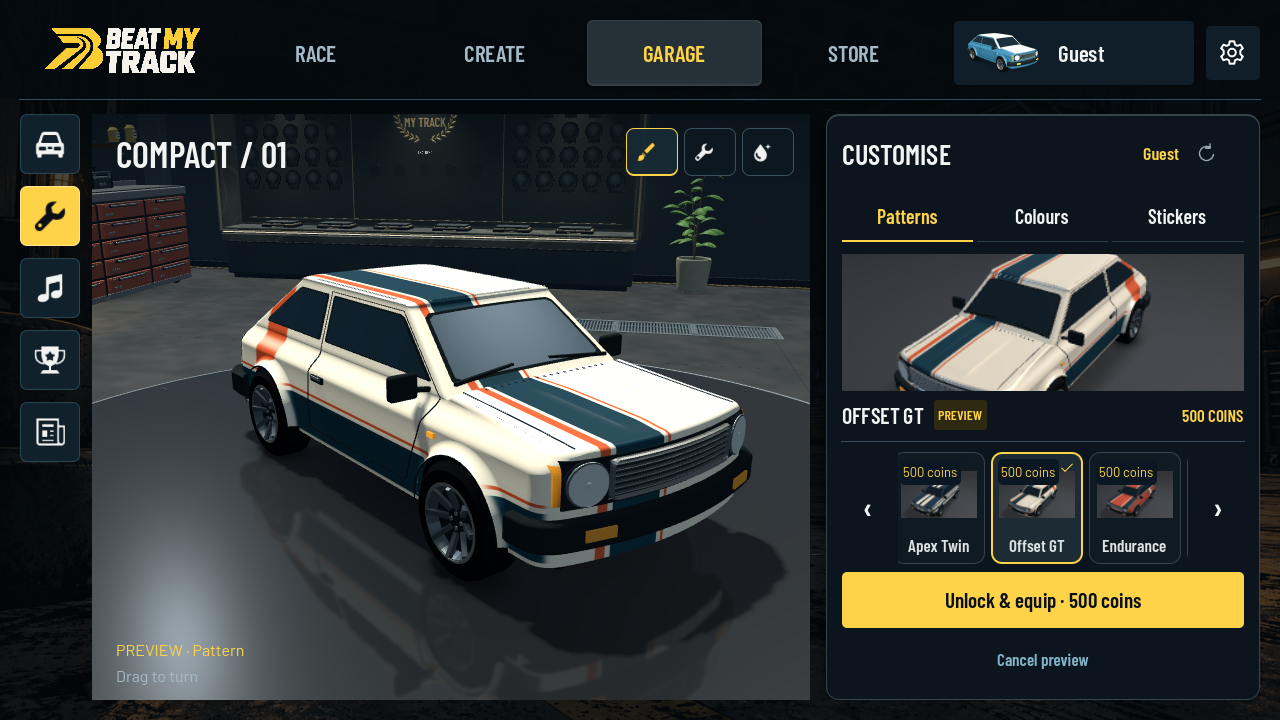 BEAT MY TRACK
RACE
CREATE
GARAGE
STORE
Guest
MY TRACK
COMPACT / 01
CUSTOMISE
Guest
Patterns
Colours
Stickers
OFFSET GT
PREVIEW
500 COINS
500 coins
500 coins
500 coins
Apex Twin
Offset GT
Endurance
Unlock & equip · 500 coins
Cancel preview
PREVIEW · Pattern
Drag to turn